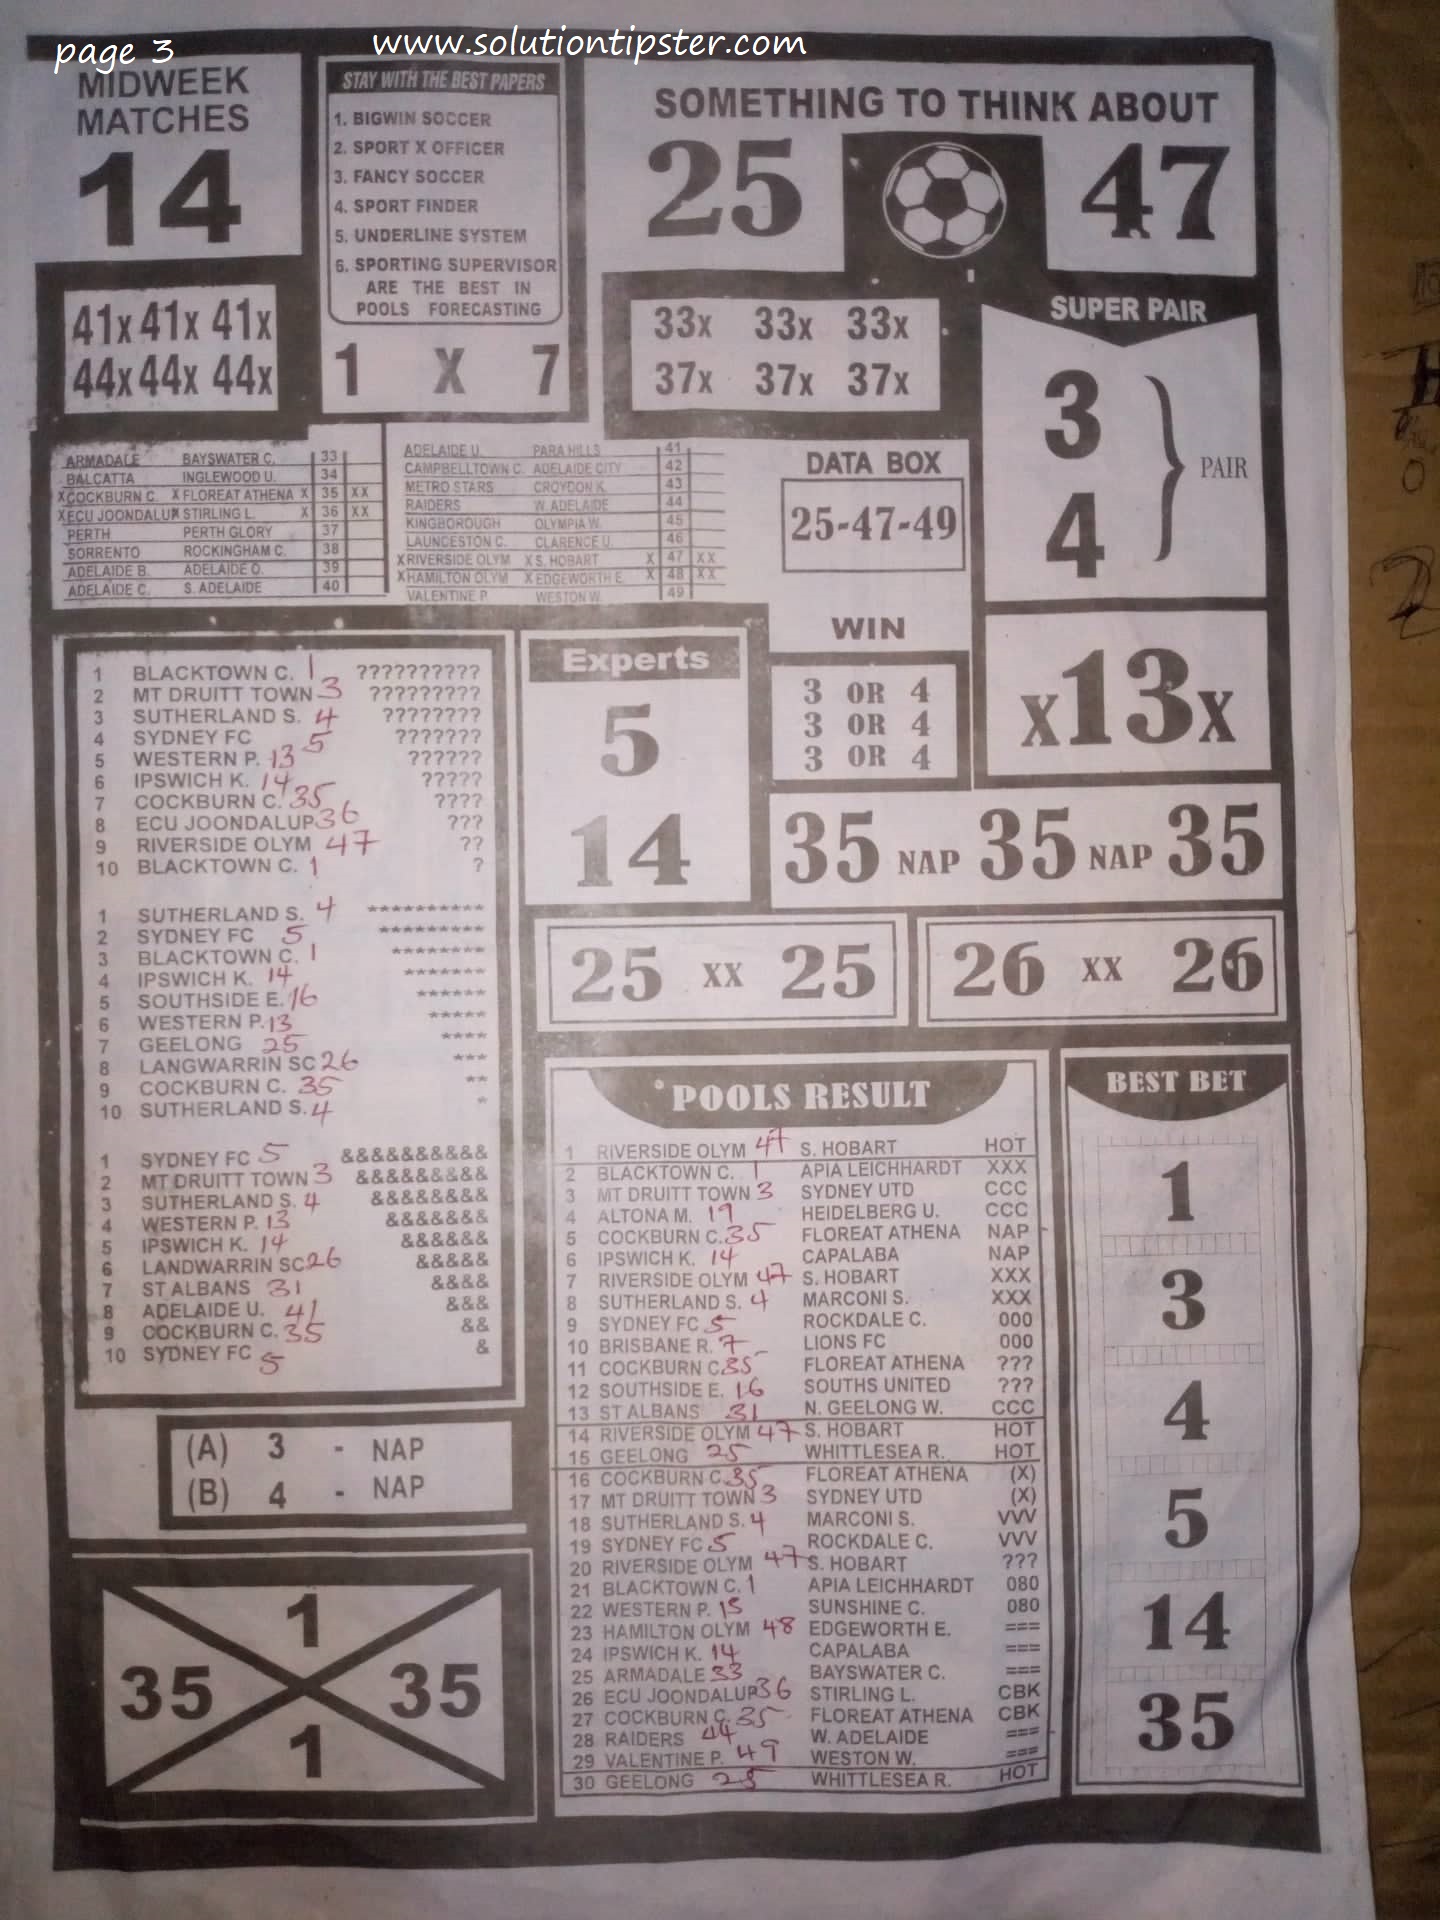 page 3
www.solutiontipster.com
MIDWEEK
MATCHES
14
STAY WITH THE BEST PAPERS
1. BIGWIN SOCCER
2. SPORT X OFFICER
3. FANCY SOCCER
4. SPORT FINDER
5. UNDERLINE SYSTEM
6. SPORTING SUPERVISOR
ARE THE BEST IN
POOLS FORECASTING
1 X 7
SOMETHING TO THINK ABOUT
25 47
41x 41x 41x
44x 44x 44x
33x 33x 33x
37x 37x 37x
SUPER PAIR
3
4
PAIR
ARMADALE BAYSWATER C. 33
BALCATTA INGLEWOOD U. 34
X COCKBURN C. X FLOREAT ATHENA X 35 XX
X ECU JOONDALUP X STIRLING L. X 36 XX
PERTH PERTH GLORY 37
SORRENTO ROCKINGHAM C. 38
ADELAIDE B. ADELAIDE O. 39
ADELAIDE C. S. ADELAIDE 40
ADELAIDE U. PARA HILLS 41
CAMPBELLTOWN C. ADELAIDE CITY 42
METRO STARS CROYDON K. 43
RAIDERS W. ADELAIDE 44
KINGBOROUGH OLYMPIA W. 45
LAUNCESTON C. CLARENCE U. 46
X RIVERSIDE OLYM X S. HOBART X 47 XX
X HAMILTON OLYM X EDGEWORTH E. X 48 XX
VALENTINE P. WESTON W. 49
DATA BOX
25-47-49
WIN
3 OR 4
3 OR 4
3 OR 4
x13x
Experts
5
14
35 NAP 35 NAP 35
25 XX 25
26 XX 26
1 BLACKTOWN C. 1 ??????????
2 MT DRUITT TOWN 3 ?????????
3 SUTHERLAND S. 4 ????????
4 SYDNEY FC 5 ???????
5 WESTERN P. 13 ??????
6 IPSWICH K. 14 ?????
7 COCKBURN C. 35 ????
8 ECU JOONDALUP 36 ???
9 RIVERSIDE OLYM 47 ??
10 BLACKTOWN C. 1 ?
1 SUTHERLAND S. 4 **********
2 SYDNEY FC 5 *********
3 BLACKTOWN C. 1 ********
4 IPSWICH K. 14 *******
5 SOUTHSIDE E. 16 ******
6 WESTERN P. 13 *****
7 GEELONG 25 ****
8 LANGWARRIN SC 26 ***
9 COCKBURN C. 35 **
10 SUTHERLAND S. 4 *
1 SYDNEY FC 5 &&&&&&&&&&
2 MT DRUITT TOWN 3 &&&&&&&&&
3 SUTHERLAND S. 4 &&&&&&&&
4 WESTERN P. 13 &&&&&&&
5 IPSWICH K. 14 &&&&&&
6 LANDWARRIN SC 26 &&&&&
7 ST ALBANS 31 &&&&
8 ADELAIDE U. 41 &&&
9 COCKBURN C. 35 &&
10 SYDNEY FC 5 &
(A) 3 - NAP
(B) 4 - NAP
1
35 35
1
POOLS RESULT
1 RIVERSIDE OLYM 47 S. HOBART HOT
2 BLACKTOWN C. 1 APIA LEICHHARDT XXX
3 MT DRUITT TOWN 3 SYDNEY UTD CCC
4 ALTONA M. 19 HEIDELBERG U. CCC
5 COCKBURN C. 35 FLOREAT ATHENA NAP
6 IPSWICH K. 14 CAPALABA NAP
7 RIVERSIDE OLYM 47 S. HOBART XXX
8 SUTHERLAND S. 4 MARCONI S. XXX
9 SYDNEY FC 5 ROCKDALE C. 000
10 BRISBANE R. 7 LIONS FC 000
11 COCKBURN C 35 FLOREAT ATHENA ???
12 SOUTHSIDE E. 16 SOUTHS UNITED ???
13 ST ALBANS 31 N. GEELONG W. CCC
14 RIVERSIDE OLYM 47 S. HOBART HOT
15 GEELONG 25 WHITTLESEA R. HOT
16 COCKBURN C 35 FLOREAT ATHENA (X)
17 MT DRUITT TOWN 3 SYDNEY UTD (X)
18 SUTHERLAND S. 4 MARCONI S. VVV
19 SYDNEY FC 5 ROCKDALE C. VVV
20 RIVERSIDE OLYM 47 S. HOBART ???
21 BLACKTOWN C. 1 APIA LEICHHARDT 080
22 WESTERN P. 15 SUNSHINE C. 080
23 HAMILTON OLYM 48 EDGEWORTH E. ===
24 IPSWICH K. 14 CAPALABA ===
25 ARMADALE 33 BAYSWATER C. ===
26 ECU JOONDALUP 36 STIRLING L. CBK
27 COCKBURN C. 35 FLOREAT ATHENA CBK
28 RAIDERS 44 W. ADELAIDE ===
29 VALENTINE P. 49 WESTON W. ===
30 GEELONG 25 WHITTLESEA R. HOT
BEST BET
1
3
4
5
14
35